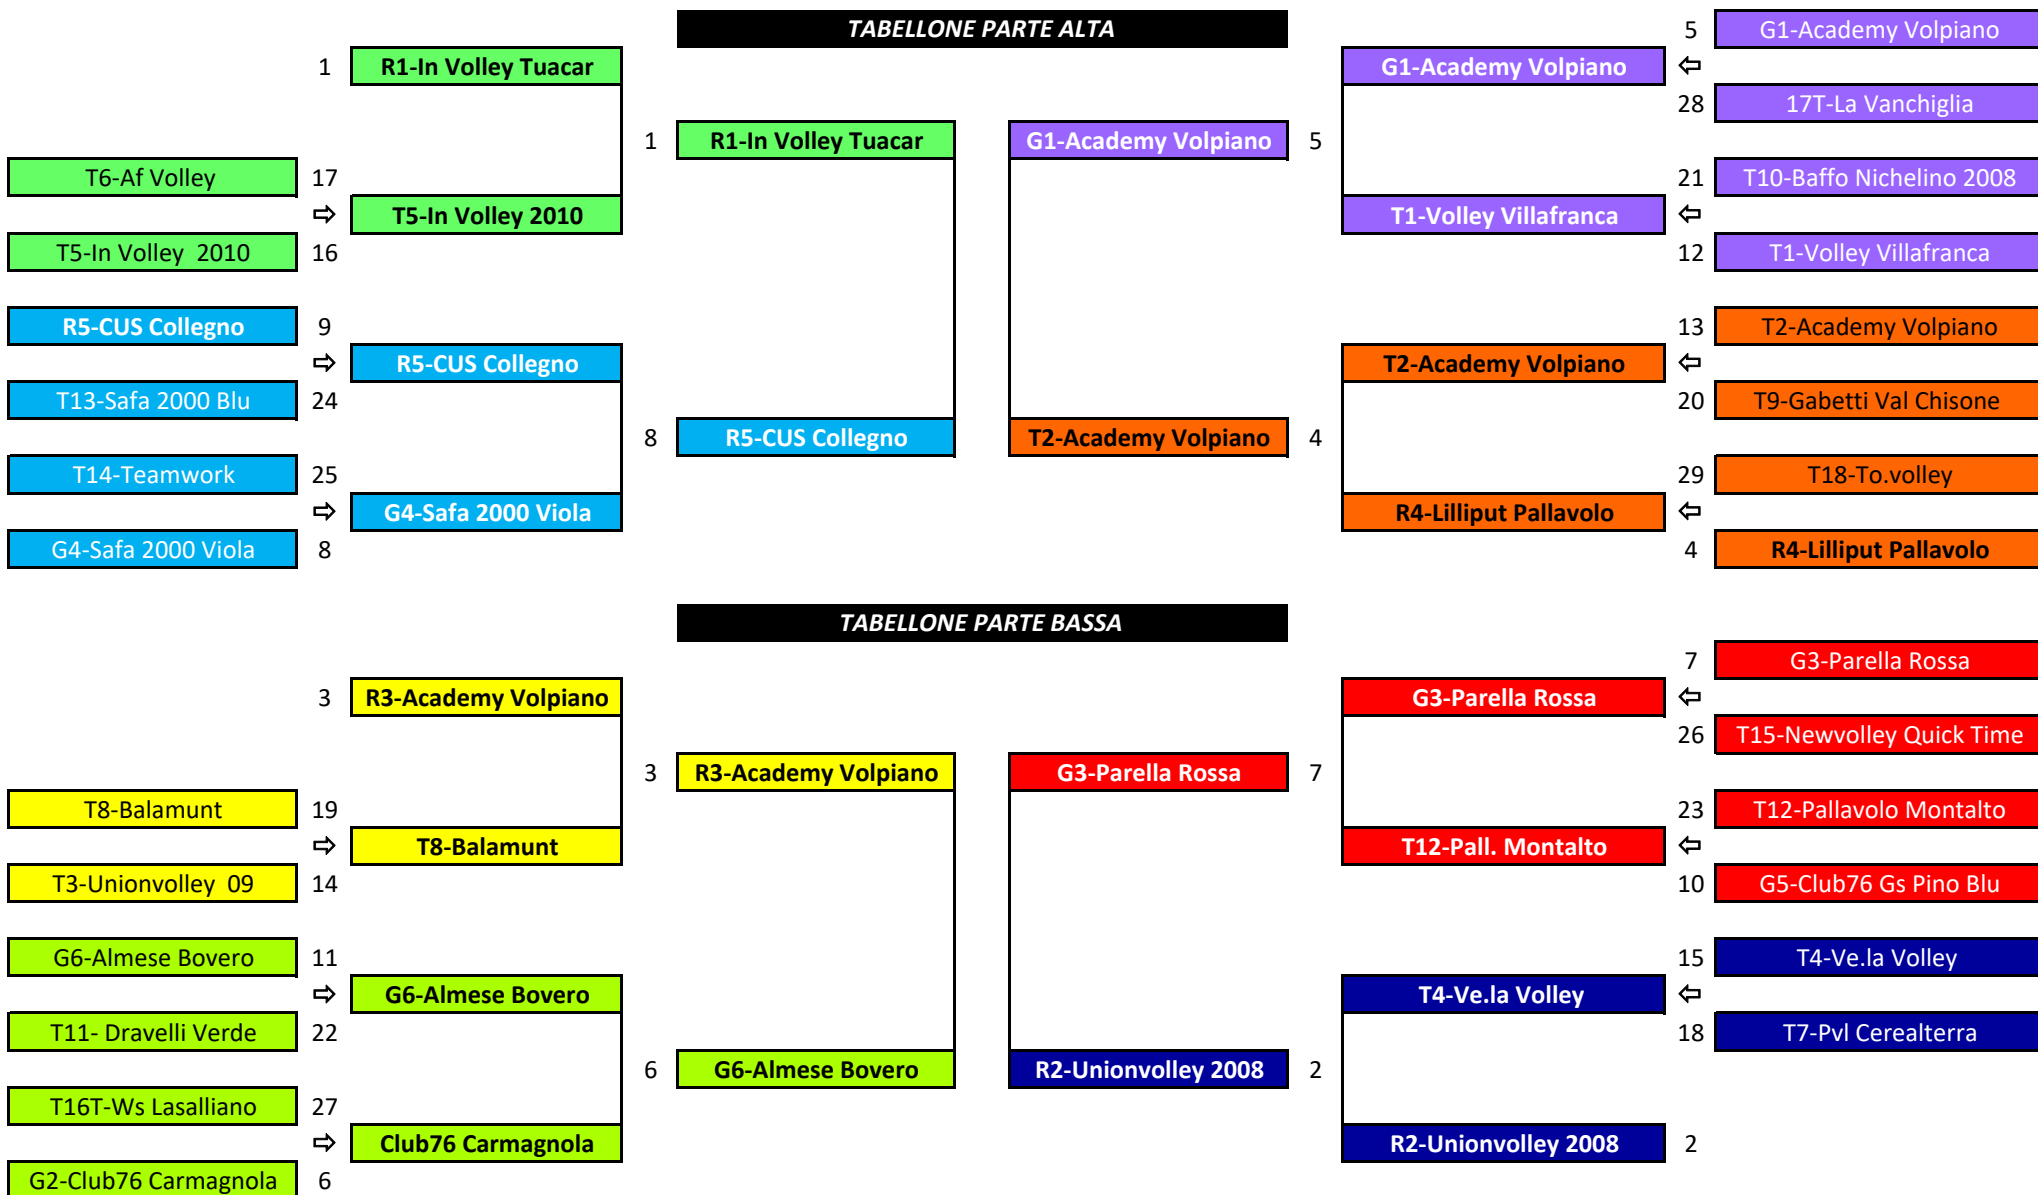 TABELLONE PARTE ALTA
5 G1-Academy Volpiano
1 R1-In Volley Tuacar
G1-Academy Volpiano ⇦
28 17T-La Vanchiglia
1 R1-In Volley Tuacar
G1-Academy Volpiano 5
T6-Af Volley 17
21 T10-Baffo Nichelino 2008
⇨ T5-In Volley 2010
T1-Volley Villafranca ⇦
T5-In Volley  2010 16
12 T1-Volley Villafranca
R5-CUS Collegno 9
13 T2-Academy Volpiano
⇨ R5-CUS Collegno
T2-Academy Volpiano ⇦
T13-Safa 2000 Blu 24
20 T9-Gabetti Val Chisone
8 R5-CUS Collegno
T2-Academy Volpiano 4
T14-Teamwork 25
29 T18-To.volley
⇨ G4-Safa 2000 Viola
R4-Lilliput Pallavolo ⇦
G4-Safa 2000 Viola 8
4 R4-Lilliput Pallavolo
TABELLONE PARTE BASSA
7 G3-Parella Rossa
3 R3-Academy Volpiano
G3-Parella Rossa ⇦
26 T15-Newvolley Quick Time
3 R3-Academy Volpiano
G3-Parella Rossa 7
T8-Balamunt 19
23 T12-Pallavolo Montalto
⇨ T8-Balamunt
T12-Pall. Montalto ⇦
T3-Unionvolley  09 14
10 G5-Club76 Gs Pino Blu
G6-Almese Bovero 11
15 T4-Ve.la Volley
⇨ G6-Almese Bovero
T4-Ve.la Volley ⇦
T11- Dravelli Verde 22
18 T7-Pvl Cerealterra
6 G6-Almese Bovero
R2-Unionvolley 2008 2
T16T-Ws Lasalliano 27
⇨ Club76 Carmagnola
R2-Unionvolley 2008 2
G2-Club76 Carmagnola 6